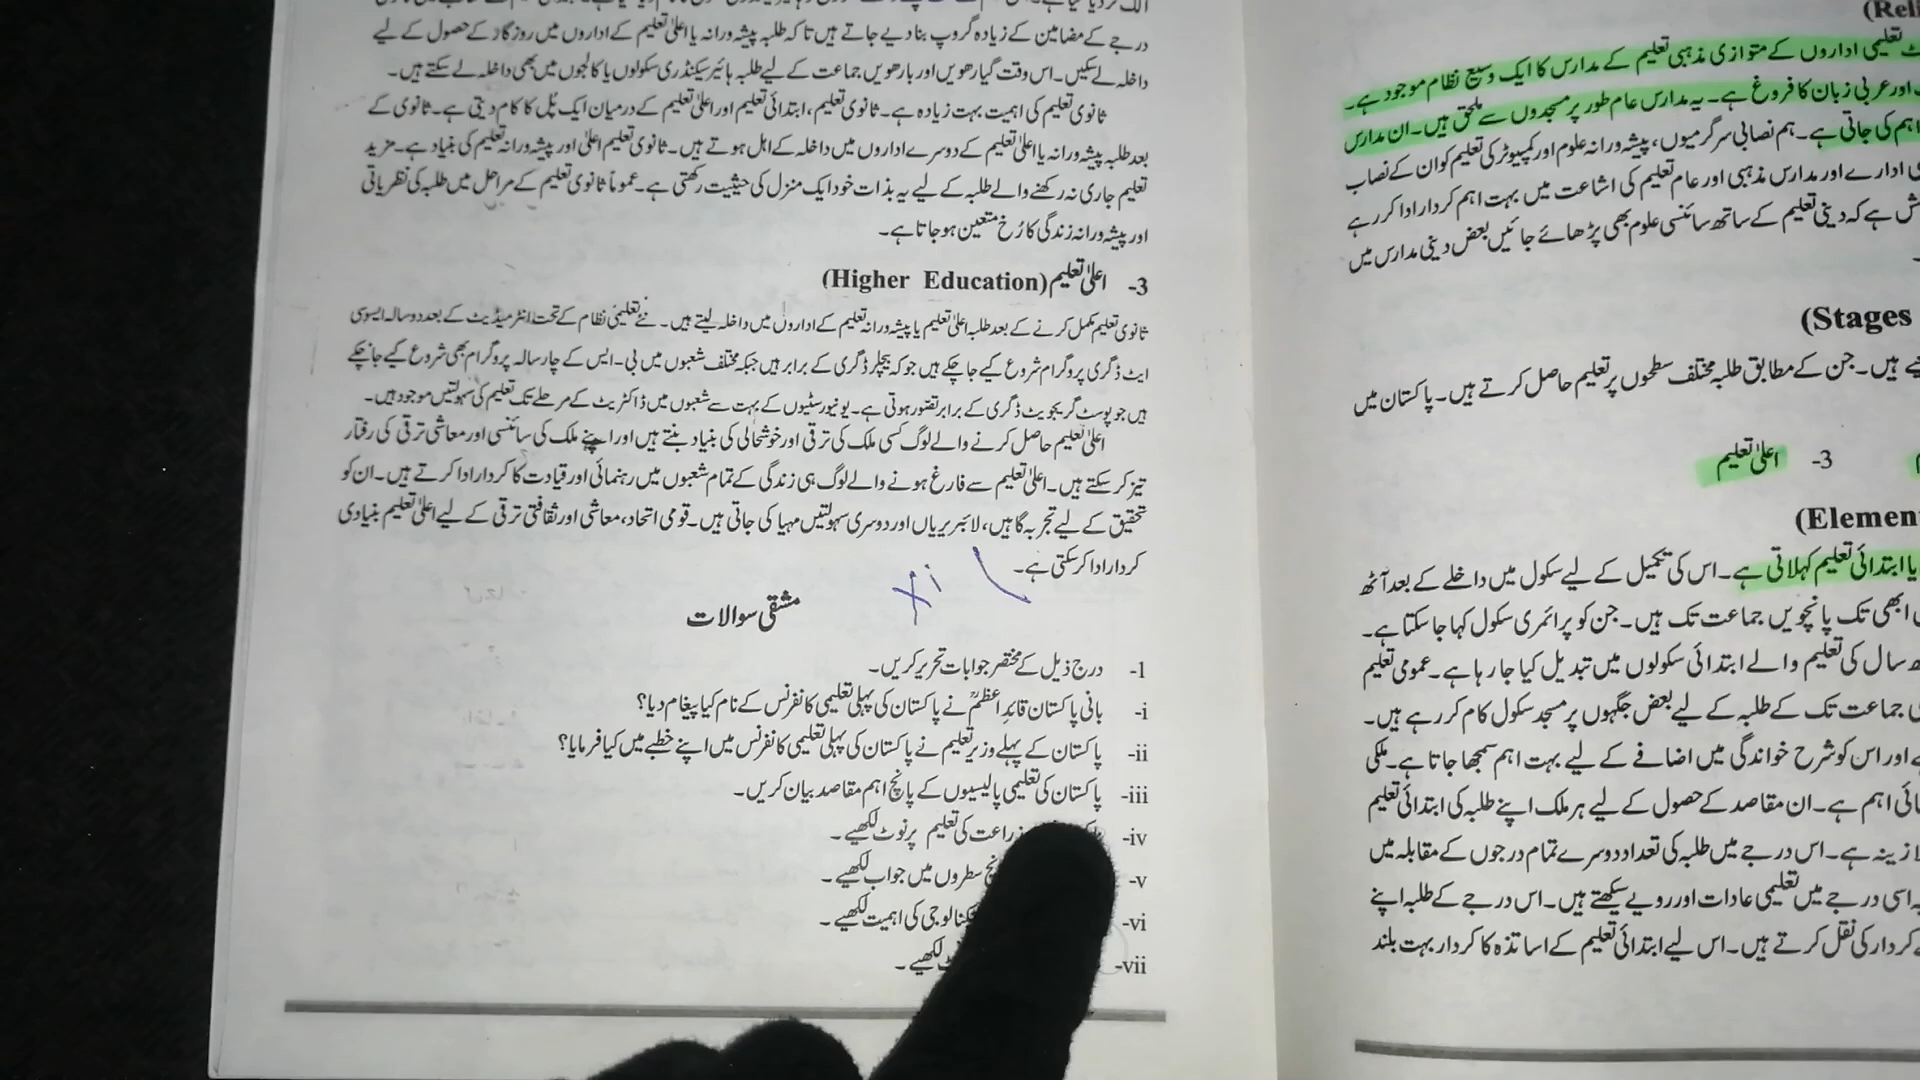 درجے کے مضامین کے زیادہ گروپ بنا دیے جاتے ہیں تاکہ طلبہ پیشہ ورانہ یا اعلیٰ تعلیم کے اداروں میں روزگار کے حصول کے لیے
داخلہ لے سکیں۔ اس وقت گیارھویں اور بارھویں جماعت کے لیے طلبہ ہائیر سیکنڈری سکولوں یا کالجوں میں بھی داخلہ لے سکتے ہیں۔
ثانوی تعلیم کی اہمیت بہت زیادہ ہے۔ ثانوی تعلیم، ابتدائی تعلیم اور اعلیٰ تعلیم کے درمیان ایک پُل کا کام دیتی ہے۔ ثانوی کے
بعد طلبہ پیشہ ورانہ یا اعلیٰ تعلیم کے دوسرے اداروں میں داخلہ کے اہل ہوتے ہیں۔ ثانوی تعلیم اعلیٰ اور پیشہ ورانہ تعلیم کی بنیاد ہے۔ مزید
تعلیم جاری نہ رکھنے والے طلبہ کے لیے یہ بذات خود ایک منزل کی حیثیت رکھتی ہے۔ عموماً ثانوی تعلیم کے مراحل میں طلبہ کی نظریاتی
اور پیشہ ورانہ زندگی کا رُخ متعین ہو جاتا ہے۔
3- اعلیٰ تعلیم (Higher Education)
ثانوی تعلیم مکمل کرنے کے بعد طلبہ اعلیٰ تعلیم یا پیشہ ورانہ تعلیم کے اداروں میں داخلہ لیتے ہیں۔ نئے تعلیمی نظام کے تحت انٹرمیڈیٹ کے بعد دو سالہ ایسوسی
ایٹ ڈگری پروگرام شروع کیے جا چکے ہیں جو کہ بیچلر ڈگری کے برابر ہیں جبکہ مختلف شعبوں میں بی۔ایس کے چار سالہ پروگرام بھی شروع کیے جا چکے
ہیں جو پوسٹ گریجویٹ ڈگری کے برابر تصّور ہوتی ہے۔ یونیورسٹیوں کے بہت سے شعبوں میں ڈاکٹریٹ کے مرحلے تک تعلیم کی سہولتیں موجود ہیں۔
اعلیٰ تعلیم حاصل کرنے والے لوگ کسی ملک کی ترقی اور خوشحالی کی بنیاد بنتے ہیں اور اپنے ملک کی سائنسی اور معاشی ترقی کی رفتار
تیز کر سکتے ہیں۔ اعلیٰ تعلیم سے فارغ ہونے والے لوگ ہی زندگی کے تمام شعبوں میں رہنمائی اور قیادت کا کردار ادا کرتے ہیں۔ ان کو
تحقیق کے لیے تجربہ گاہیں، لائبریریاں اور دوسری سہولتیں مہیا کی جاتی ہیں۔ قومی اتحاد، معاشی اور ثقافتی ترقی کے لیے اعلیٰ تعلیم بنیادی
کردار ادا کر سکتی ہے۔
xi
مشقی سوالات
1- درج ذیل کے مختصر جوابات تحریر کریں۔
i- بانی پاکستان قائدِاعظمؒ نے پاکستان کی پہلی تعلیمی کانفرنس کے نام کیا پیغام دیا؟
ii- پاکستان کے پہلے وزیر تعلیم نے پاکستان کی پہلی تعلیمی کانفرنس میں اپنے خطبے میں کیا فرمایا؟
iii- پاکستان کی تعلیمی پالیسیوں کے پانچ اہم مقاصد بیان کریں۔
iv- زراعت کی تعلیم پر نوٹ لکھیے۔
v- سطروں میں جواب لکھیے۔
vi- کی اہمیت لکھیے۔
vii- لکھیے۔
(Reli
تعلیمی اداروں کے متوازی مذہبی تعلیم کے مدارس کا ایک وسیع نظام موجود ہے۔
اور عربی زبان کا فروغ ہے۔ یہ مدارس عام طور پر مسجدوں سے ملحق ہیں۔ ان مدارس
کی جاتی ہے۔ ہم نصابی سرگرمیوں، پیشہ ورانہ علوم اور کمپیوٹر کی تعلیم کو ان کے نصاب
ادارے اور مدارس مذہبی اور عام تعلیم کی اشاعت میں بہت اہم کردار ادا کر رہے
ہے کہ دینی تعلیم کے ساتھ سائنسی علوم بھی پڑھائے جائیں بعض دینی مدارس میں
(Stages
ہیں۔ جن کے مطابق طلبہ مختلف سطحوں پر تعلیم حاصل کرتے ہیں۔ پاکستان میں
3- اعلیٰ تعلیم
(Elemen
یا ابتدائی تعلیم کہلاتی ہے۔ اس کی تکمیل کے لیے سکول میں داخلے کے بعد آٹھ
ابھی تک پانچویں جماعت تک ہیں۔ جن کو پرائمری سکول کہا جا سکتا ہے۔
سال کی تعلیم والے ابتدائی سکولوں میں تبدیل کیا جا رہا ہے۔ عمومی تعلیم
جماعت تک کے طلبہ کے لیے بعض جگہوں پر مسجد سکول کام کر رہے ہیں۔
اور اس کو شرح خواندگی میں اضافے کے لیے بہت اہم سمجھا جاتا ہے۔ ملکی
اہم ہے۔ ان مقاصد کے حصول کے لیے ہر ملک اپنے طلبہ کی ابتدائی تعلیم
زینہ ہے۔ اس درجے میں طلبہ کی تعداد دوسرے تمام درجوں کے مقابلہ میں
اسی درجے میں تعلیمی عادات اور رویے سیکھتے ہیں۔ اس درجے کے طلبہ اپنے
کے کردار کی نقل کرتے ہیں۔ اس لیے ابتدائی تعلیم کے اساتذہ کا کردار بہت بلند